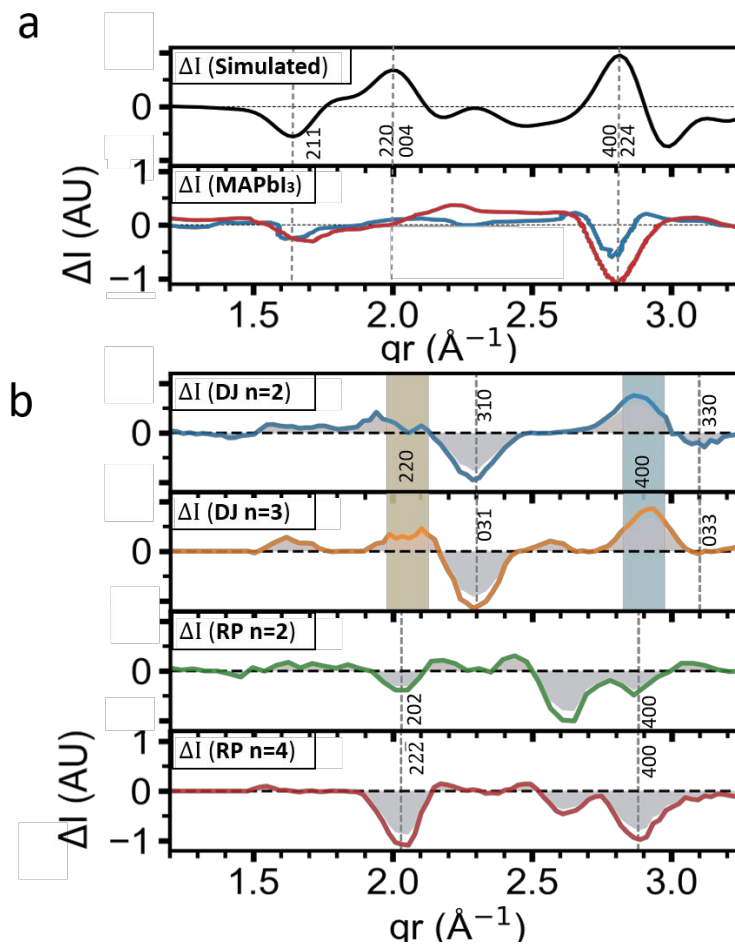 a
ΔI (Simulated)
0
211
220
004
400
224
1
ΔI (MAPbI₃)
0
−1
ΔI (AU)
1.5 2.0 2.5 3.0
qr (Å⁻¹)
b
ΔI (DJ n=2)
0
220
310
400
330
ΔI (DJ n=3)
0
031
033
ΔI (RP n=2)
0
202
400
1
ΔI (RP n=4)
0
−1
ΔI (AU)
222̅
400
1.5 2.0 2.5 3.0
qr (Å⁻¹)